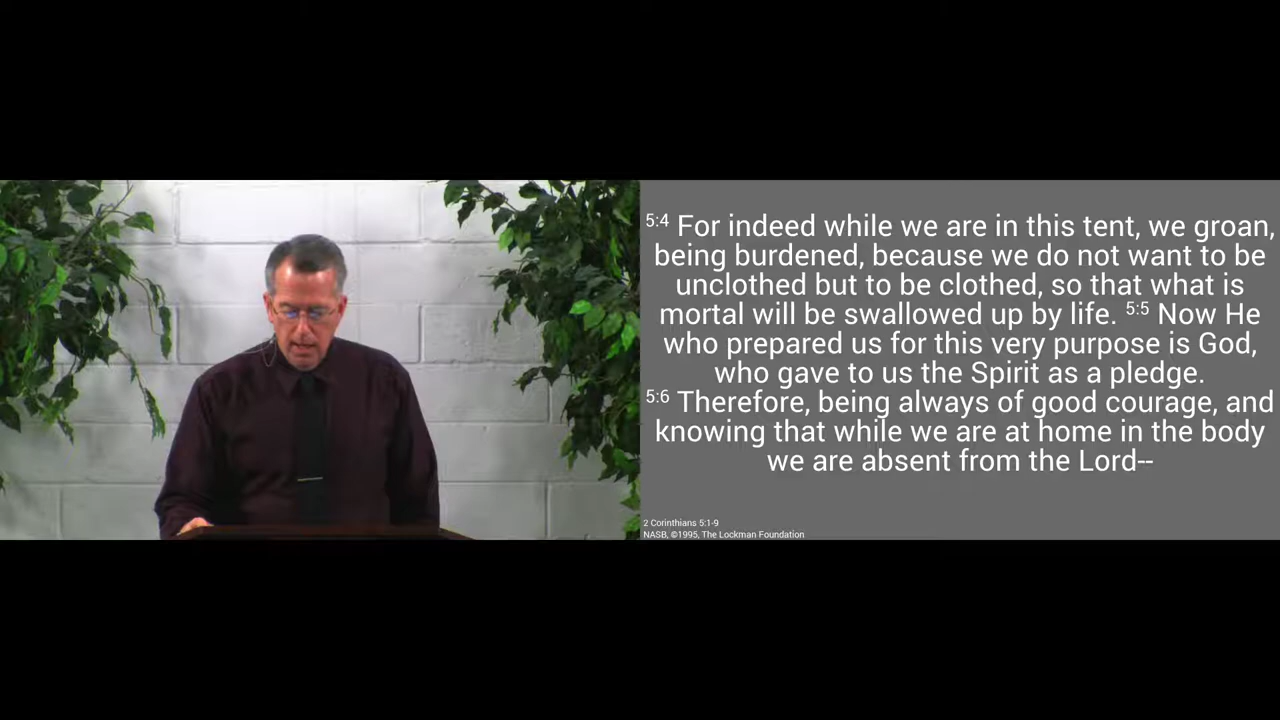 5:4 For indeed while we are in this tent, we groan,
being burdened, because we do not want to be
unclothed but to be clothed, so that what is
mortal will be swallowed up by life. 5:5 Now He
who prepared us for this very purpose is God,
who gave to us the Spirit as a pledge.
5:6 Therefore, being always of good courage, and
knowing that while we are at home in the body
we are absent from the Lord--
2 Corinthians 5:1-9
NASB, ©1995, The Lockman Foundation